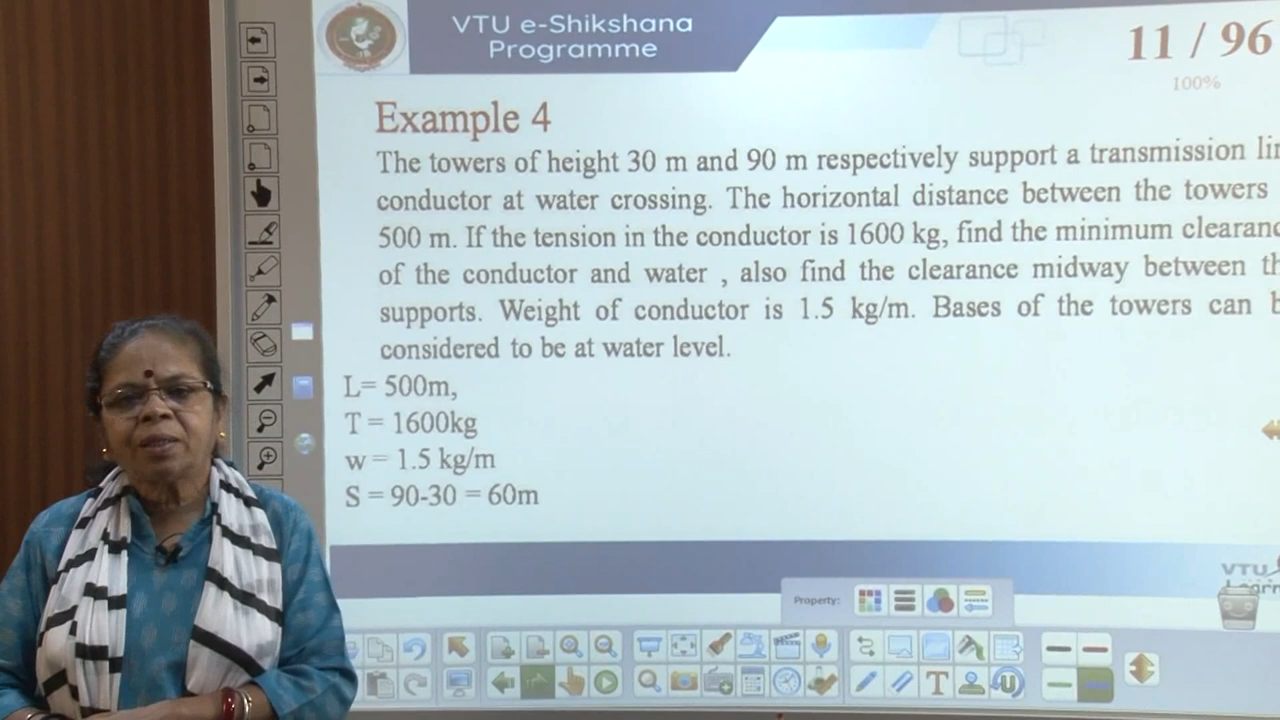 VTU e-Shikshana
Programme
11 / 96
100%
Example 4
The towers of height 30 m and 90 m respectively support a transmission lin
conductor at water crossing. The horizontal distance between the towers
500 m. If the tension in the conductor is 1600 kg, find the minimum clearanc
of the conductor and water , also find the clearance midway between th
supports. Weight of conductor is 1.5 kg/m. Bases of the towers can b
considered to be at water level.
L= 500m,
T = 1600kg
w = 1.5 kg/m
S = 90-30 = 60m
VTU
Property: